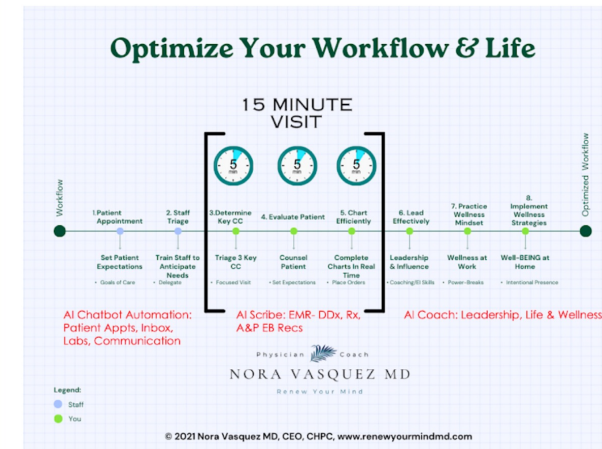 Optimize Your Workflow & Life
15 MINUTE
VISIT
5
min
5
min
5
min
Workflow
1.Patient
Appointment
2. Staff
Triage
3.Determine
Key CC
4. Evaluate Patient
5. Chart
Efficiently
6. Lead
Effectively
7. Practice
Wellness
Mindset
8.
Implement
Wellness
Strategies
Optimized Workflow
Set Patient
Expectations
• Goals of Care
Train Staff to
Anticipate
Needs
• Delegate
Triage 3 Key
CC
• Focused Visit
Counsel
Patient
• Set Expectations
Complete
Charts In Real
Time
• Place Orders
Leadership
& Influence
• Coaching/EI Skills
Wellness at
Work
• Power-Breaks
Well-BEING at
Home
• Intentional Presence
AI Chatbot Automation:
Patient Appts, Inbox,
Labs, Communication
AI Scribe: EMR- DDx, Rx,
A&P EB Recs
AI Coach: Leadership, Life & Wellness
Physician Coach
NORA VASQUEZ MD
Renew Your Mind
Legend:
Staff
You
© 2021 Nora Vasquez MD, CEO, CHPC, www.renewyourmindmd.com